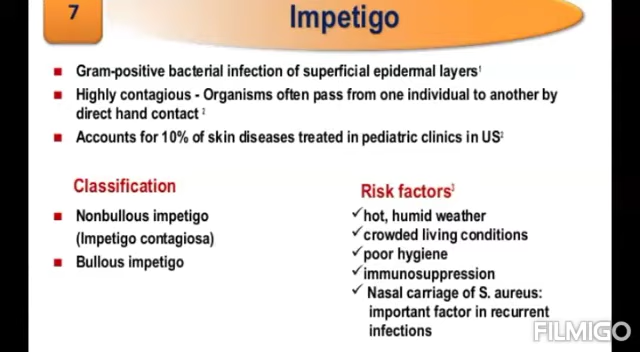 7
Impetigo
■ Gram-positive bacterial infection of superficial epidermal layers¹
■ Highly contagious - Organisms often pass from one individual to another by
direct hand contact ²
■ Accounts for 10% of skin diseases treated in pediatric clinics in US²
Classification
■ Nonbullous impetigo
(Impetigo contagiosa)
■ Bullous impetigo
Risk factors³
✓hot, humid weather
✓crowded living conditions
✓poor hygiene
✓immunosuppression
✓ Nasal carriage of S. aureus:
important factor in recurrent
infections
FILMIGO